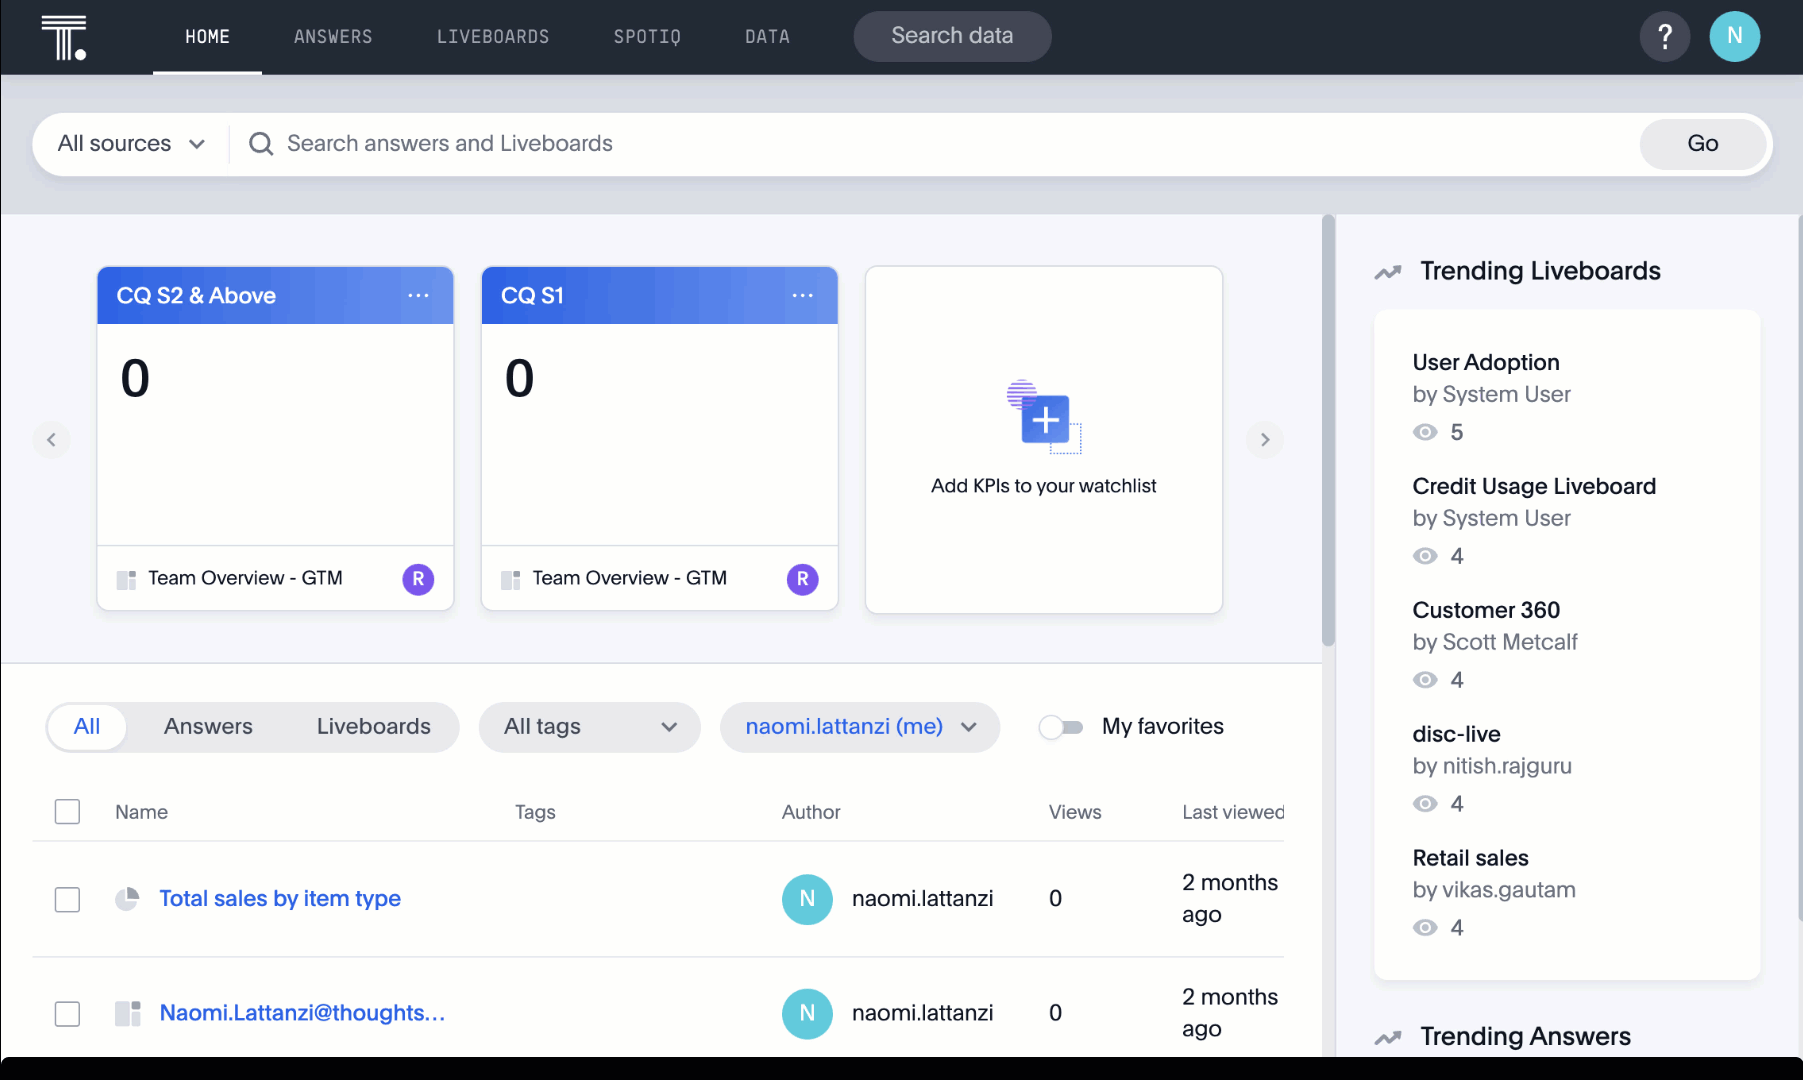 T.
HOME
ANSWERS
LIVEBOARDS
SPOTIQ
DATA
Search data
?
N
All sources
Search answers and Liveboards
Go
CQ S2 & Above
...
0
Team Overview - GTM
R
CQ S1
...
0
Team Overview - GTM
R
Add KPIs to your watchlist
Trending Liveboards
User Adoption
by System User
5
Credit Usage Liveboard
by System User
4
Customer 360
by Scott Metcalf
4
disc-live
by nitish.rajguru
4
Retail sales
by vikas.gautam
4
Trending Answers
All
Answers
Liveboards
All tags
naomi.lattanzi (me)
My favorites
Name
Tags
Author
Views
Last viewed
Total sales by item type
N
naomi.lattanzi
0
2 months
ago
Naomi.Lattanzi@thoughts...
N
naomi.lattanzi
0
2 months
ago